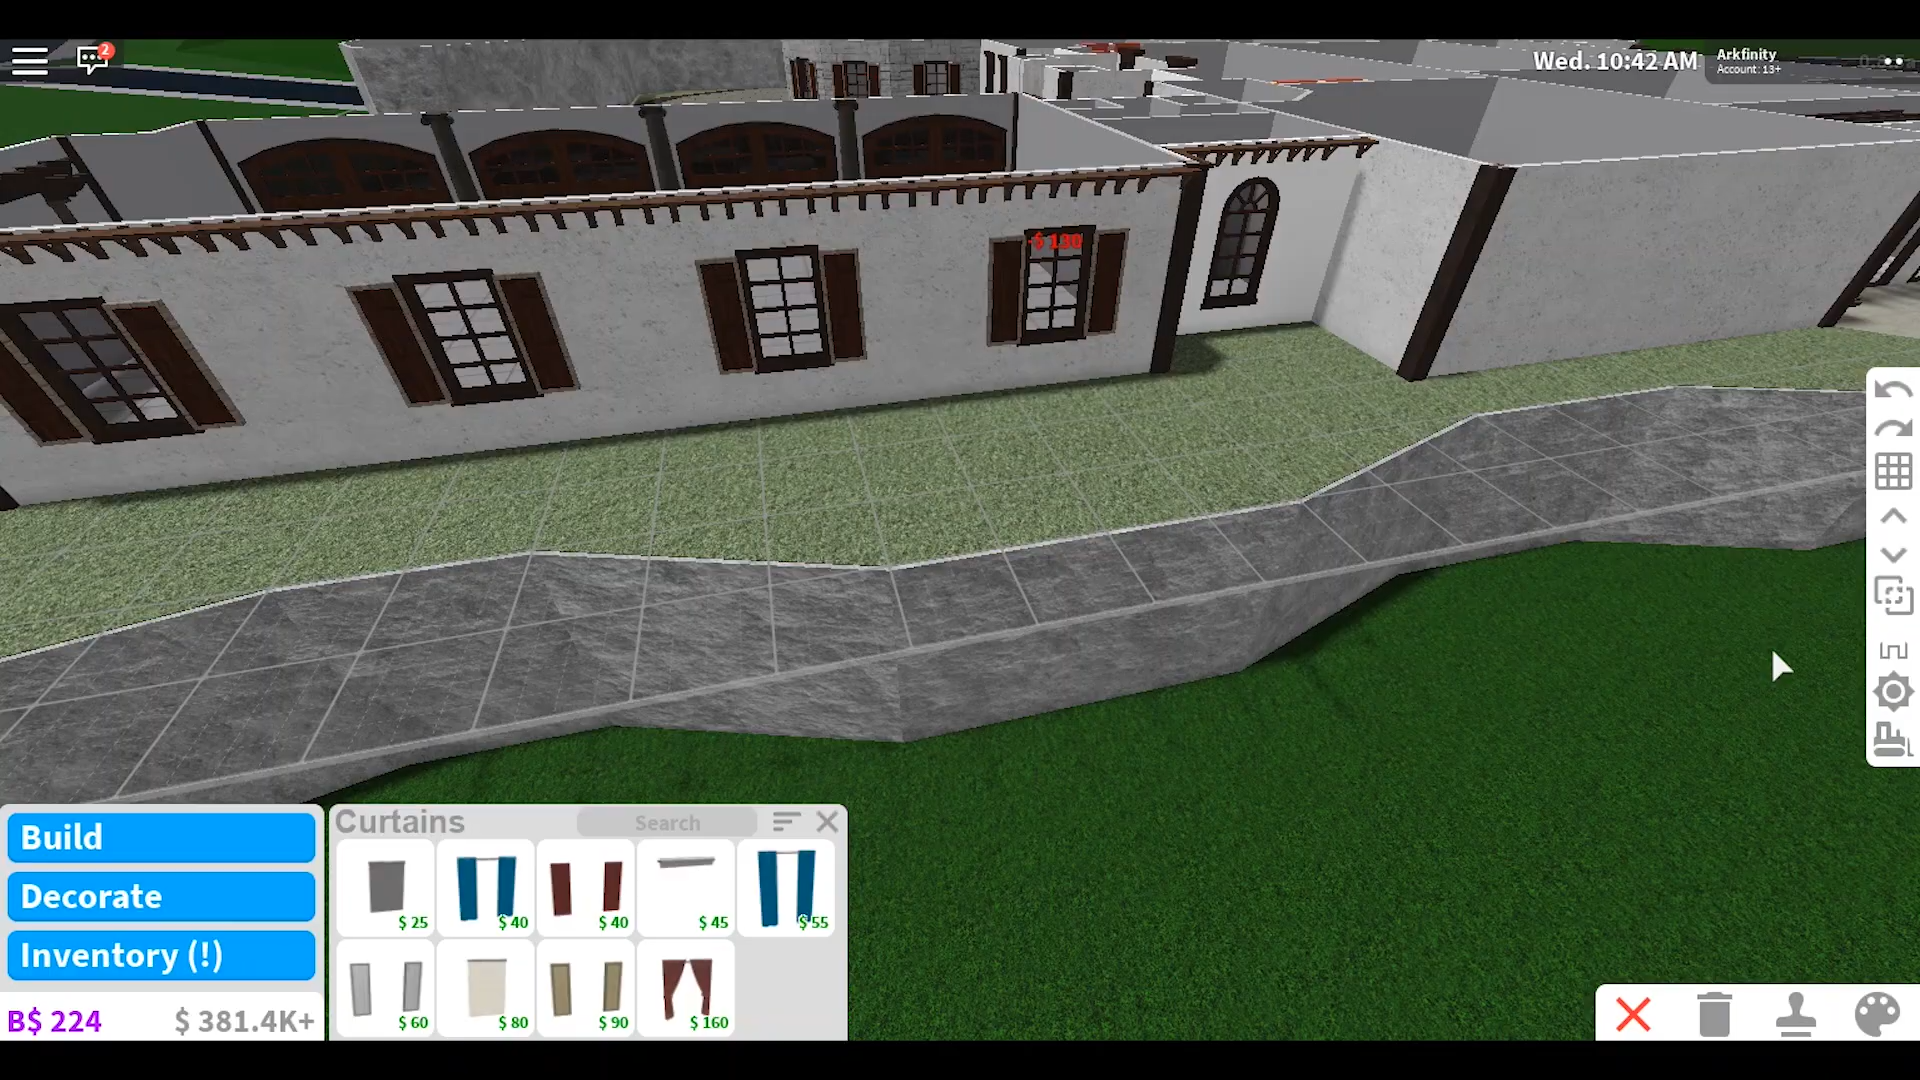 2
Wed. 10:42 AM
Arkfinity
Account: 13+
-$ 130
Build
Decorate
Inventory (!)
B$ 224
$ 381.4K+
Curtains
Search
$ 25
$ 40
$ 40
$ 45
$ 55
$ 60
$ 80
$ 90
$ 160